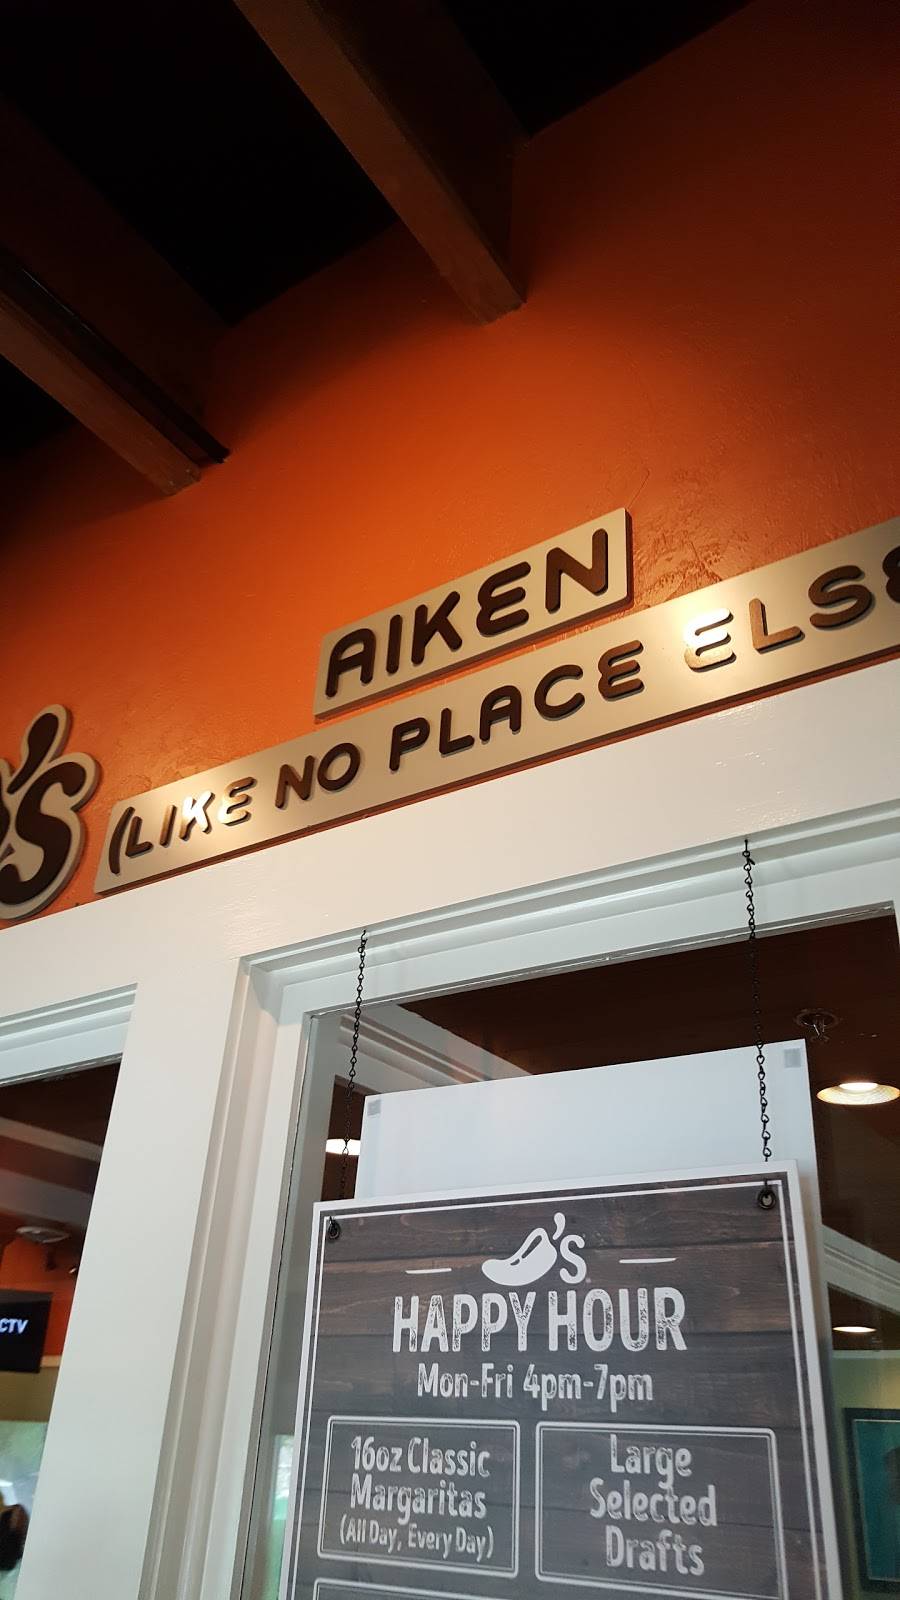 AIKEN
'S (LIKE NO PLACE ELSE
CTV
'S
HAPPY HOUR
Mon-Fri 4pm-7pm
16oz Classic
Margaritas
(All Day, Every Day)
Large
Selected
Drafts